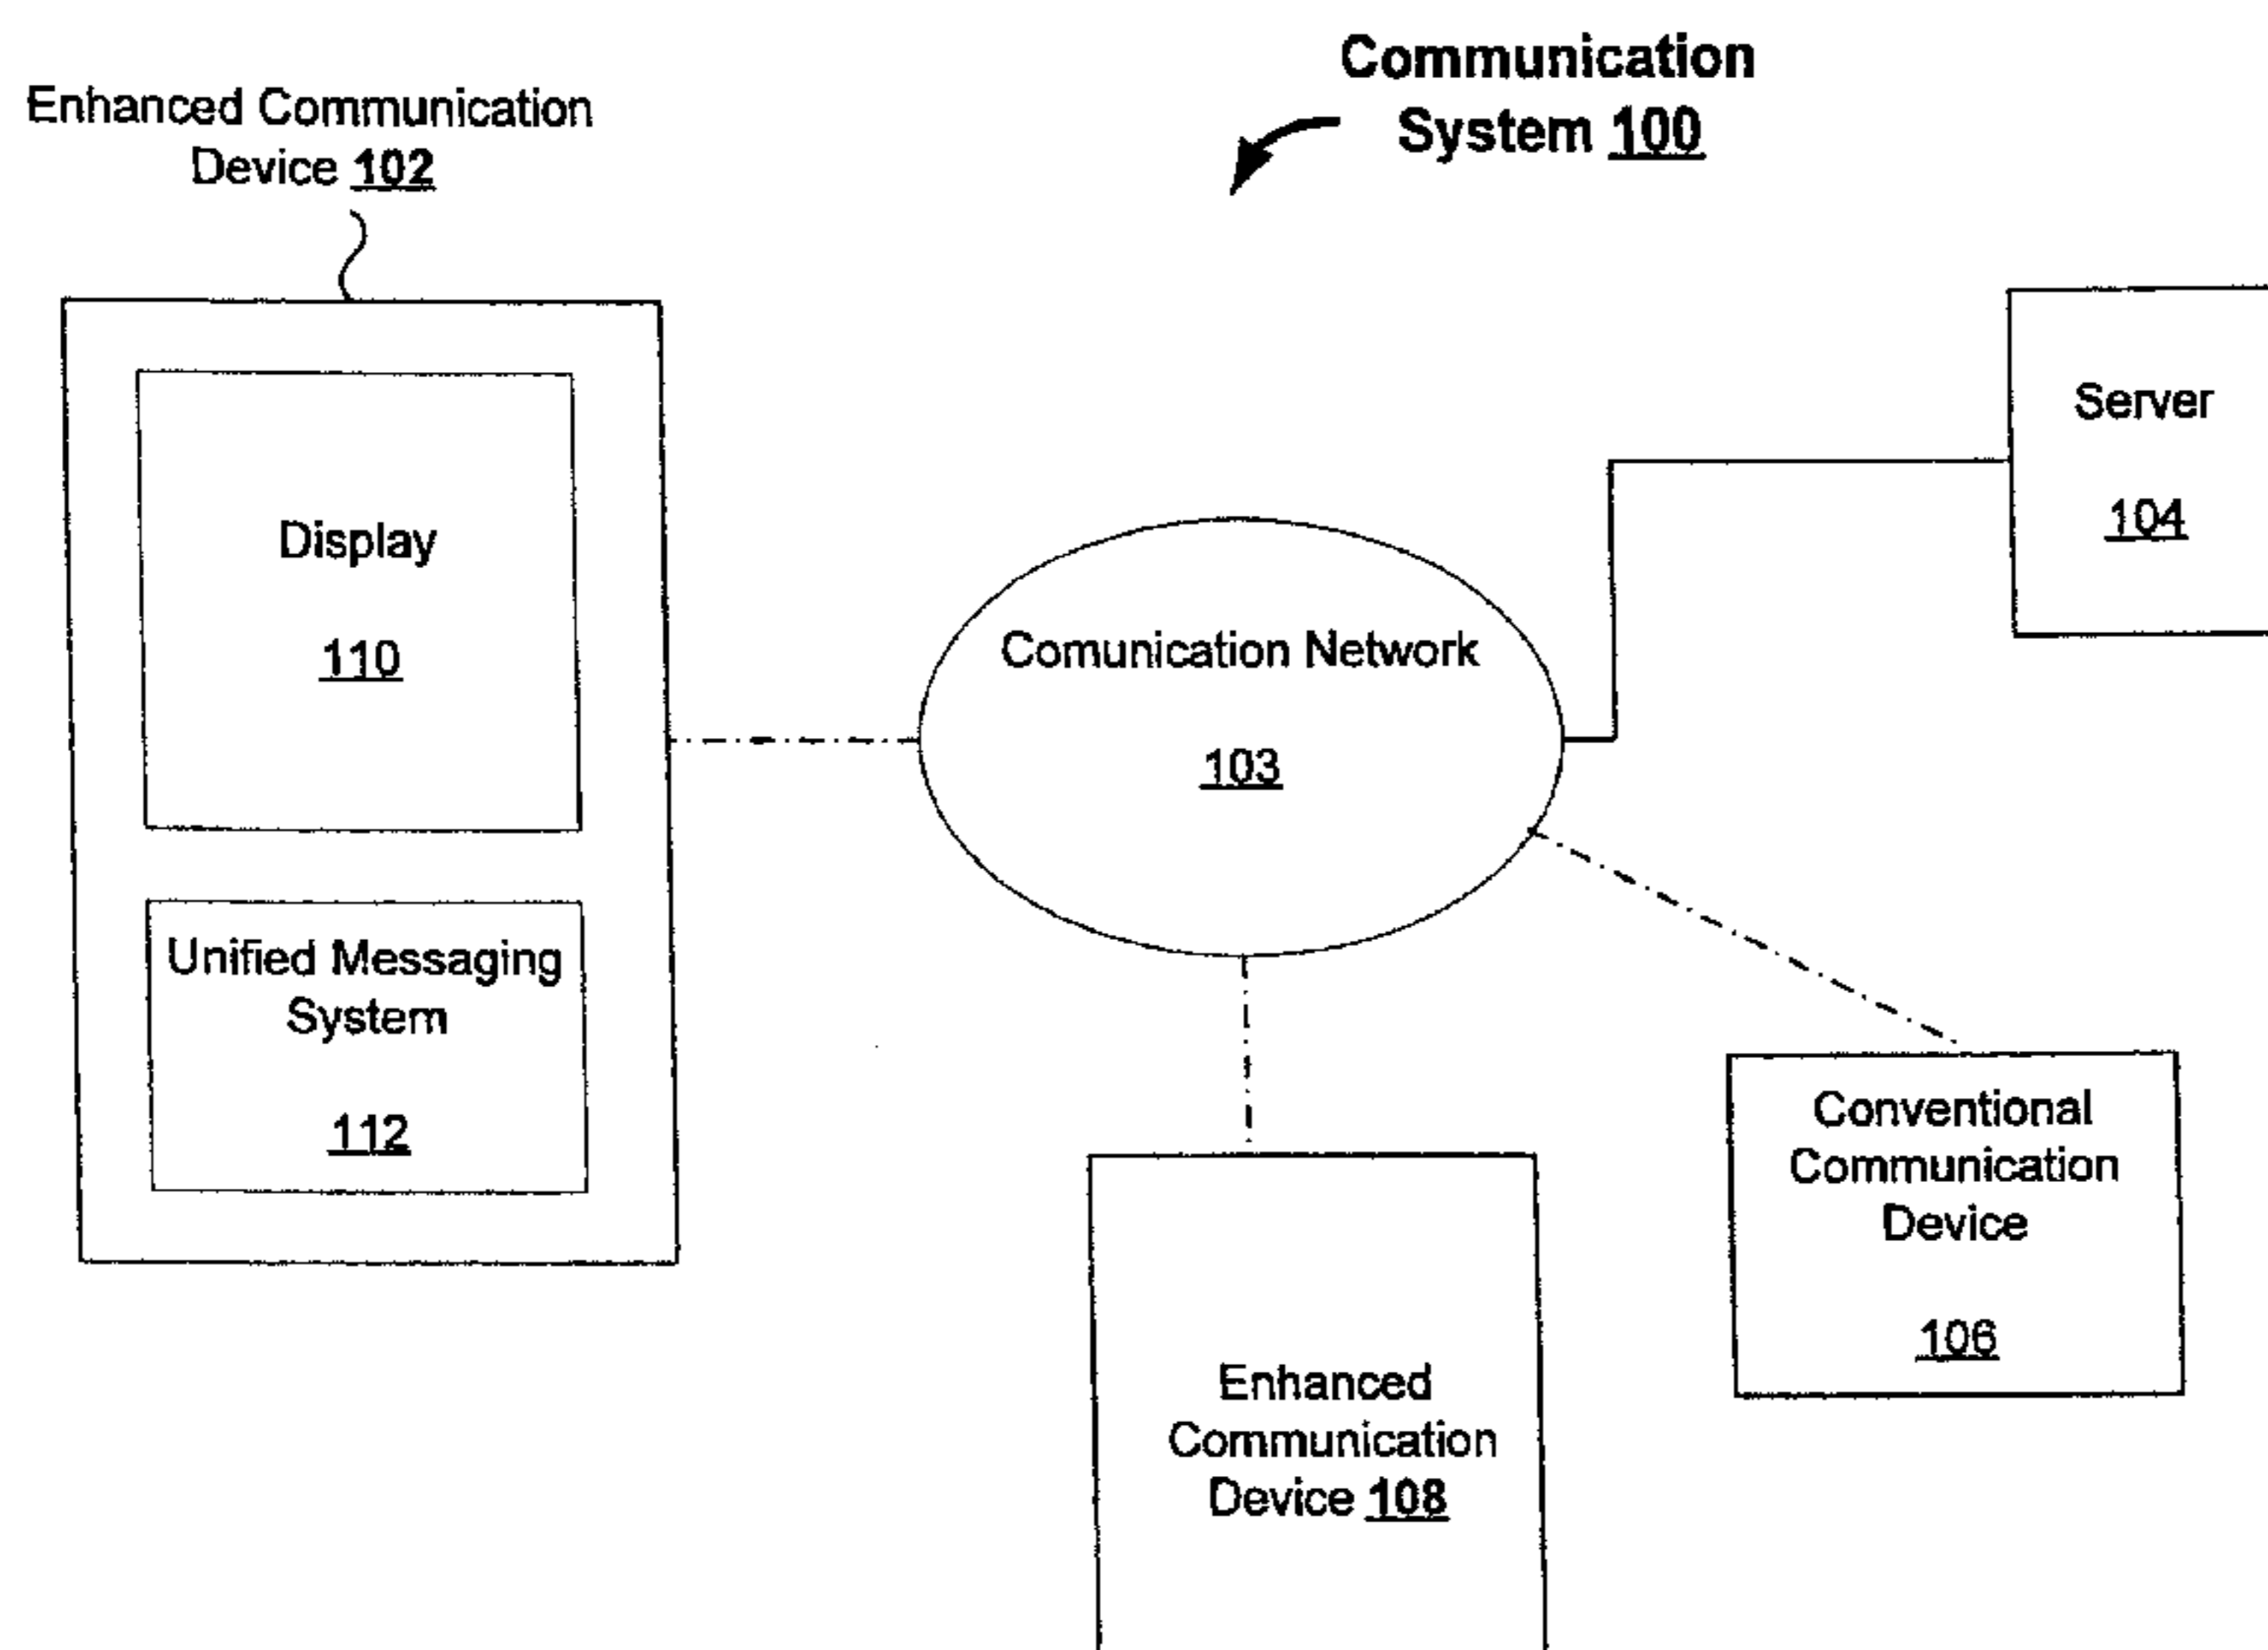 Communication
System 100
Enhanced Communication
Device 102
Display
110
Unified Messaging
System
112
Comunication Network
103
Server
104
Conventional
Communication
Device
106
Enhanced
Communication
Device 108